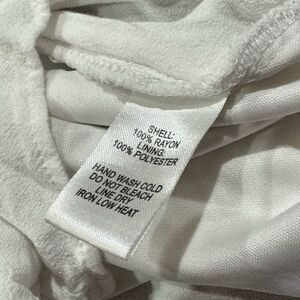 SHELL:
100% RAYON
LINING:
100% POLYESTER
HAND WASH COLD
DO NOT BLEACH
LINE DRY
IRON LOW HEAT